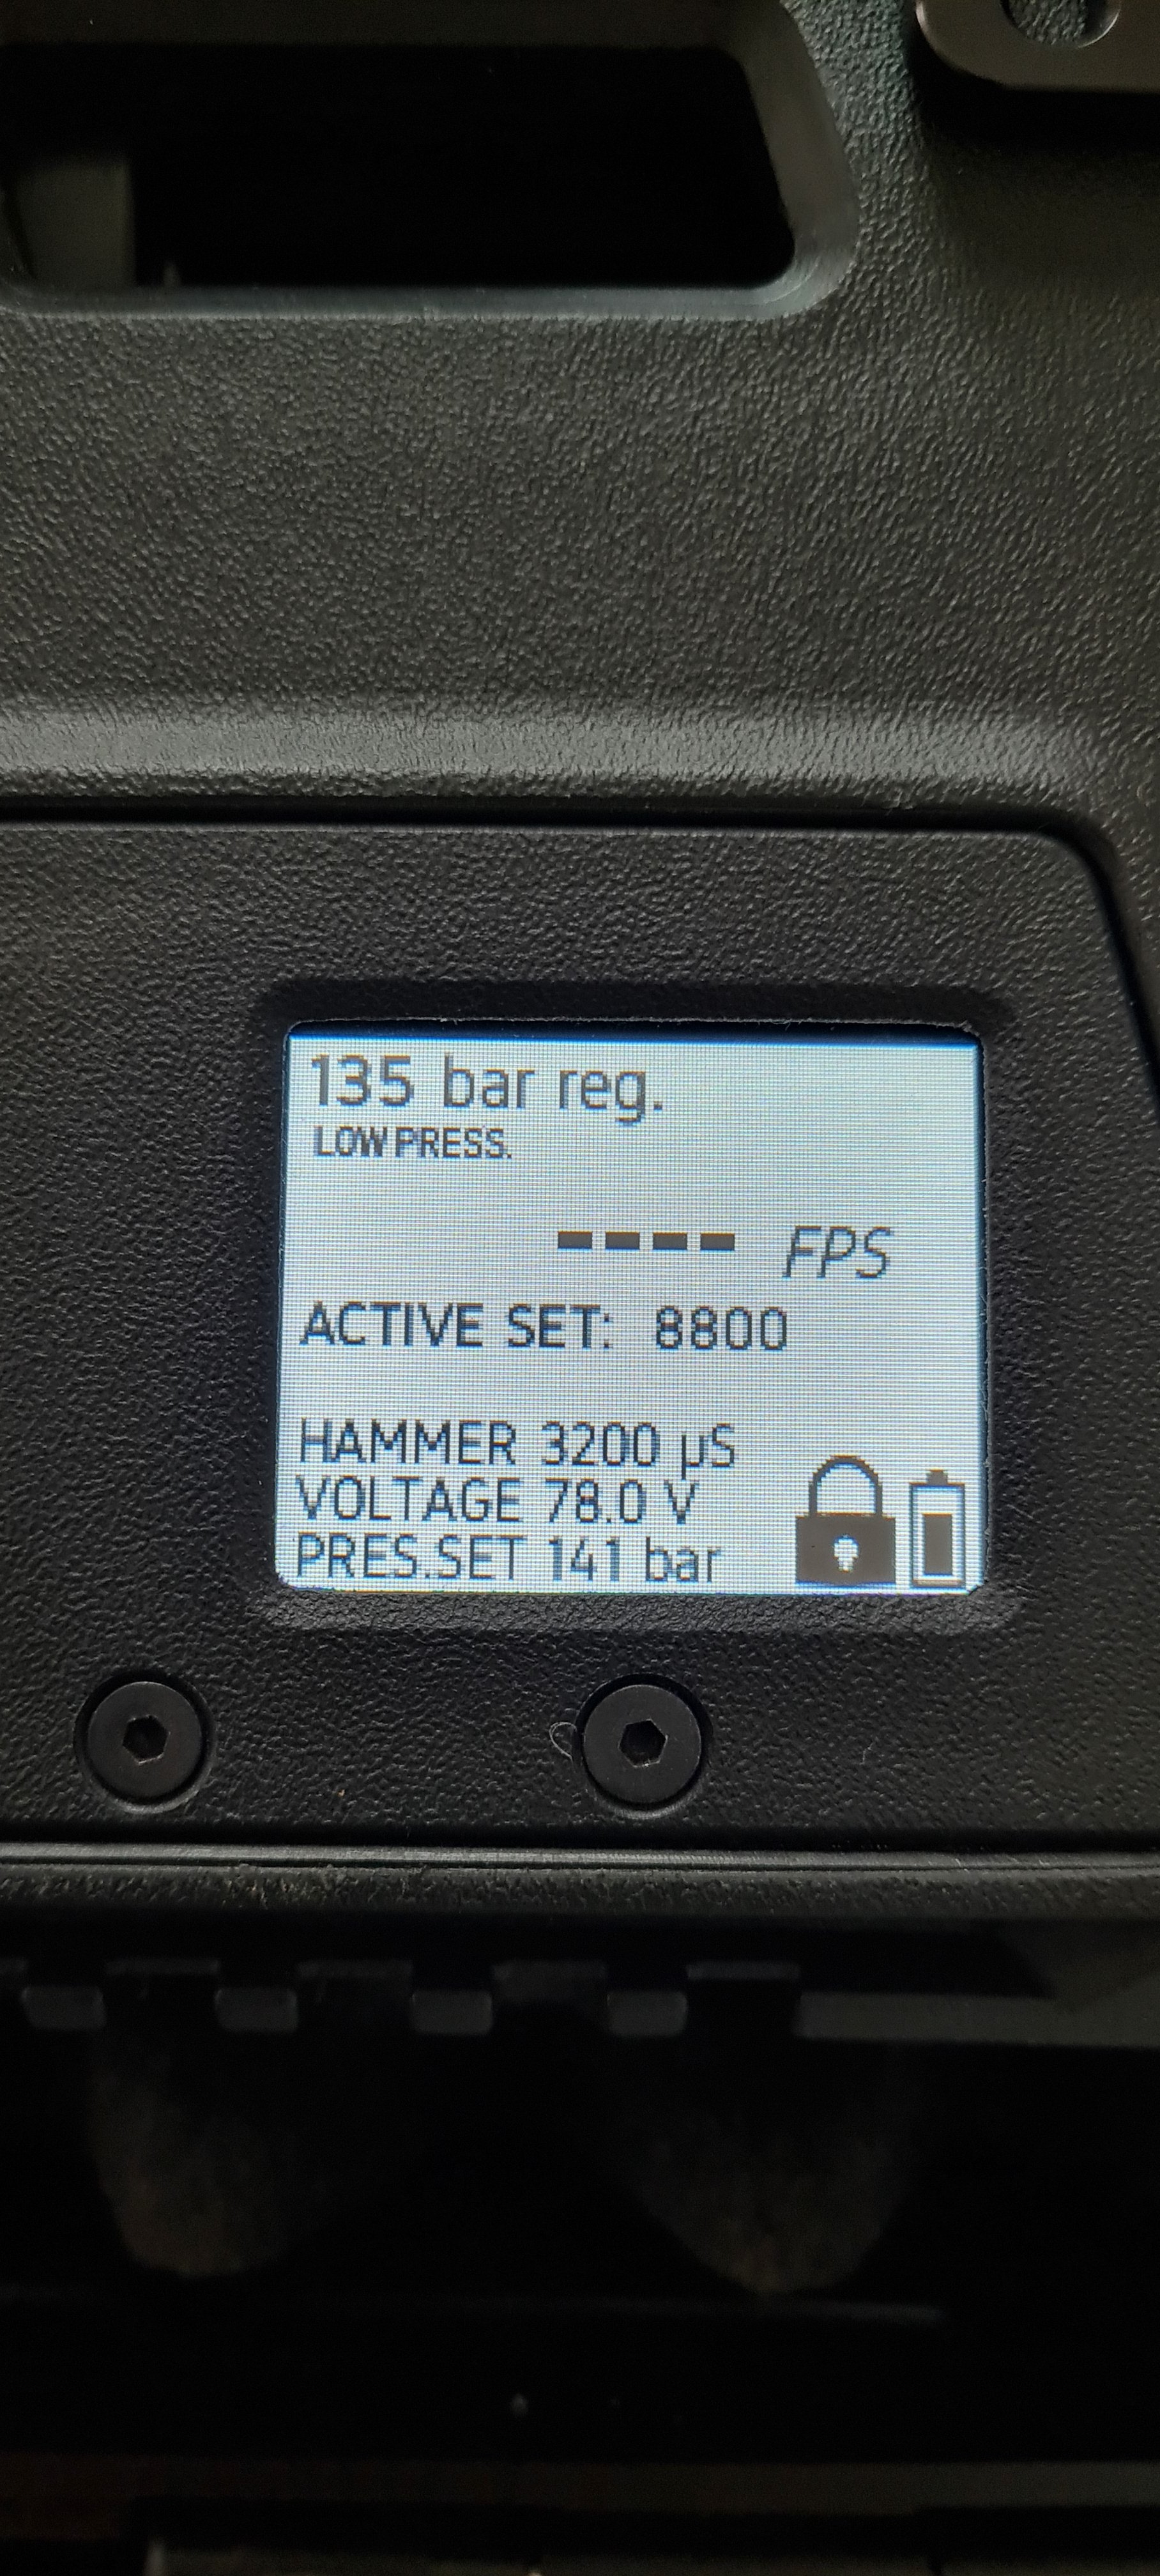 135 bar reg.
LOW PRESS.
---- FPS
ACTIVE SET: 8800
HAMMER 3200 µS
VOLTAGE 78.0 V
PRES.SET 141 bar